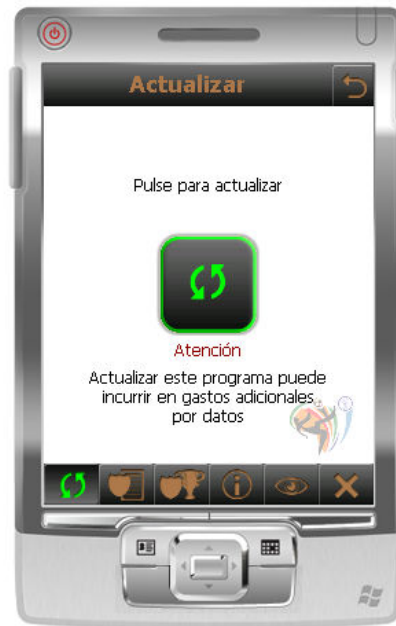 Actualizar
Pulse para actualizar
Atención
Actualizar este programa puede
incurrir en gastos adicionales
por datos